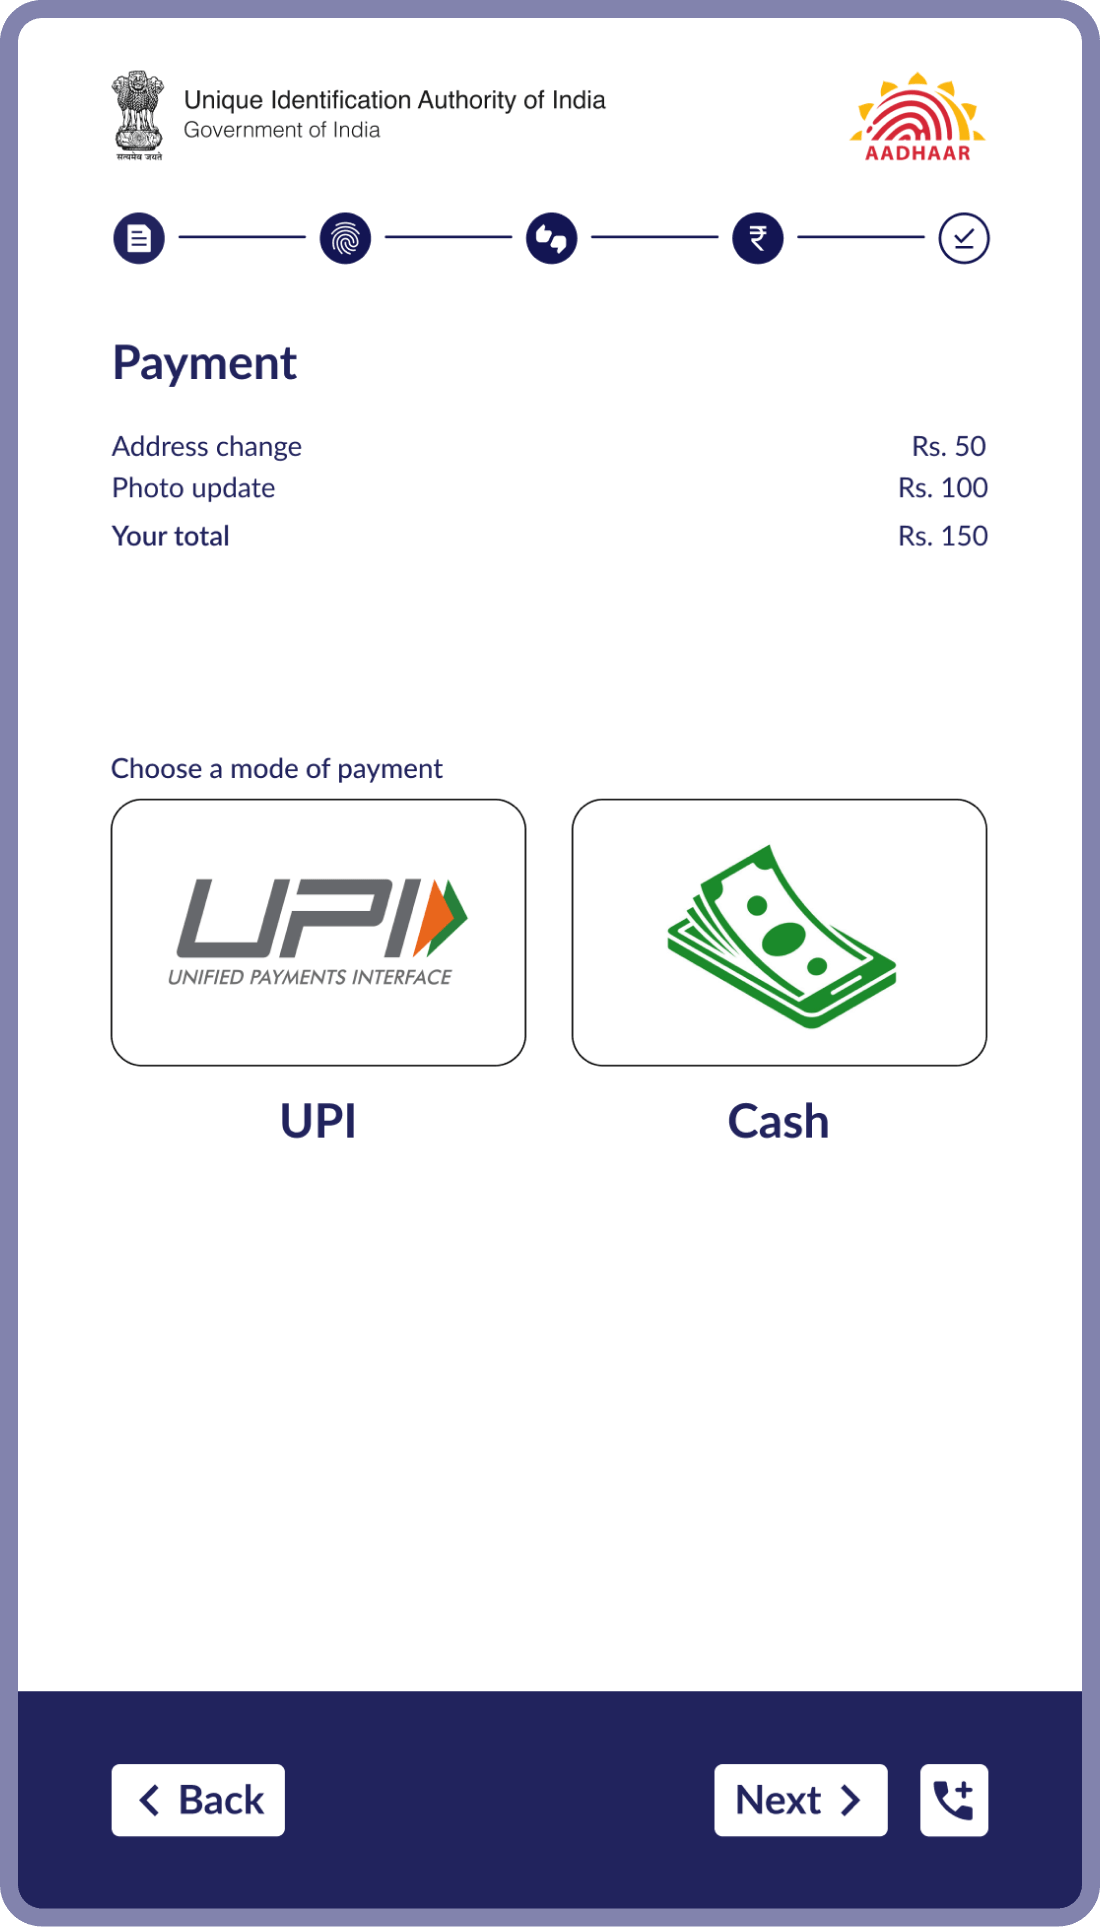 Unique Identification Authority of India
Government of India
सत्यमेव जयते
AADHAAR
₹
Payment
Address change Rs. 50
Photo update Rs. 100
Your total Rs. 150
Choose a mode of payment
UPI
UNIFIED PAYMENTS INTERFACE
UPI Cash
Back Next